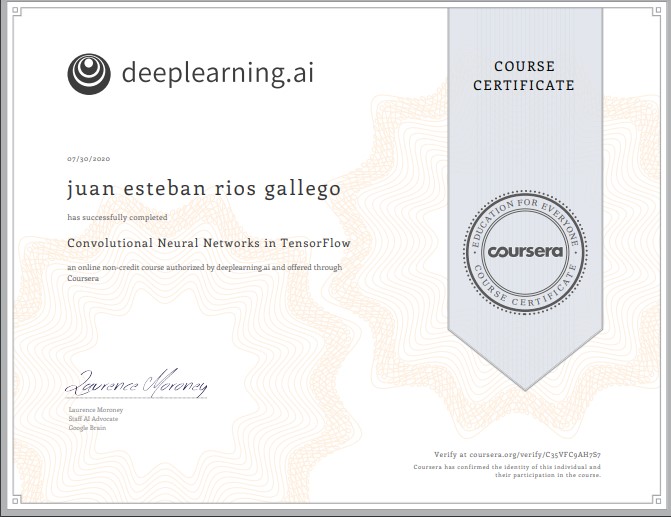 deeplearning.ai
COURSE
CERTIFICATE
07/30/2020
juan esteban rios gallego
has successfully completed
Convolutional Neural Networks in TensorFlow
an online non-credit course authorized by deeplearning.ai and offered through
Coursera
EDUCATION FOR EVERYONE
coursera
COURSE CERTIFICATE
Laurence Moroney
Laurence Moroney
Staff AI Advocate
Google Brain
Verify at coursera.org/verify/C35VFC9AH7S7
Coursera has confirmed the identity of this individual and
their participation in the course.